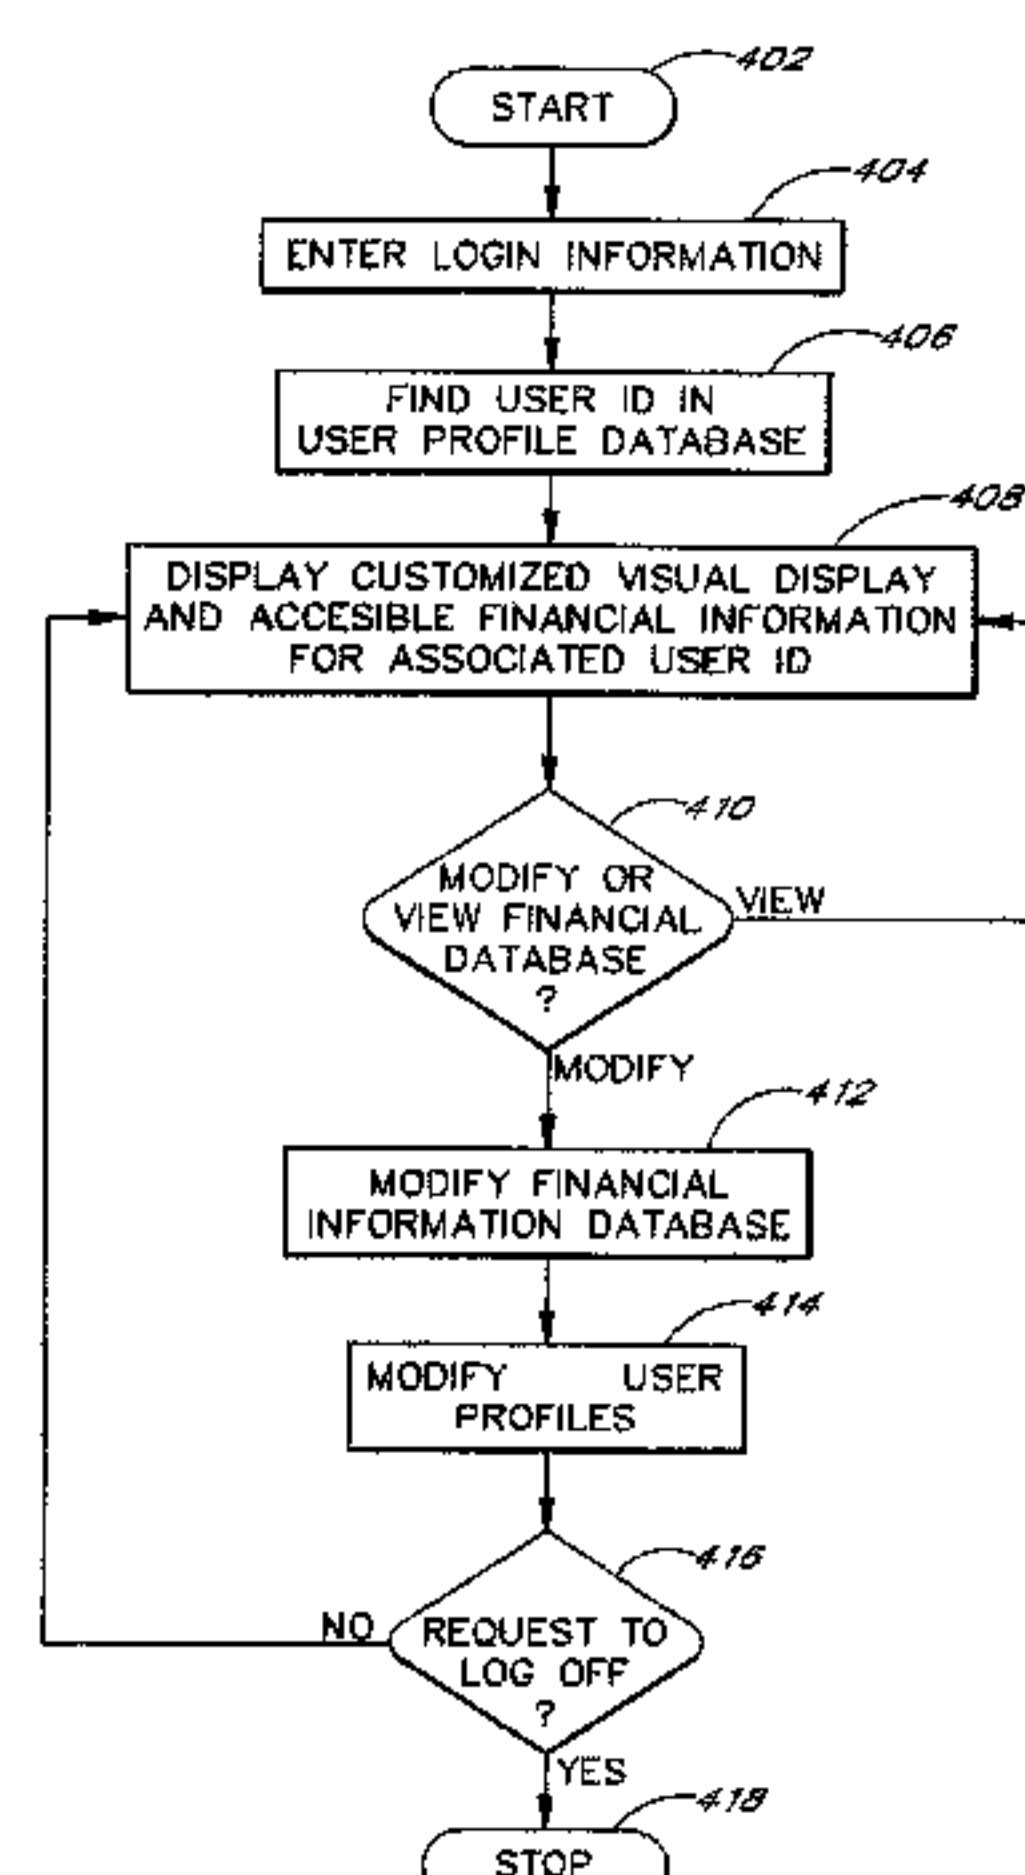 402
START
404
ENTER LOGIN INFORMATION
406
FIND USER ID IN
USER PROFILE DATABASE
408
DISPLAY CUSTOMIZED VISUAL DISPLAY
AND ACCESIBLE FINANCIAL INFORMATION
FOR ASSOCIATED USER ID
410
MODIFY OR
VIEW FINANCIAL
DATABASE
?
VIEW
MODIFY
412
MODIFY FINANCIAL
INFORMATION DATABASE
414
MODIFY USER
PROFILES
416
NO
REQUEST TO
LOG OFF
?
YES
418
STOP